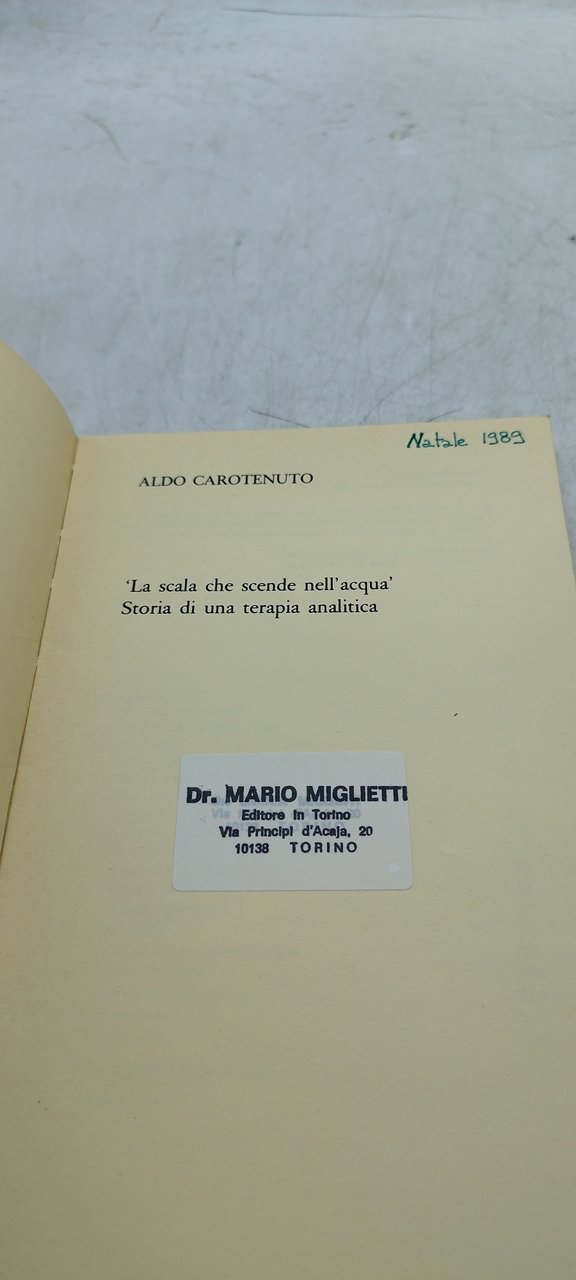 Natale 1989
ALDO CAROTENUTO
‘La scala che scende nell’acqua’
Storia di una terapia analitica
Dr. MARIO MIGLIETTI
Editore in Torino
Via Principi d'Acaja, 20
10138 TORINO